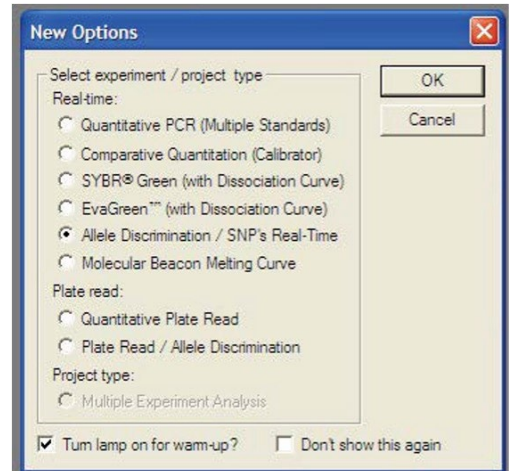 New Options
Select experiment / project type
OK
Real-time:
Quantitative PCR (Multiple Standards)
Cancel
Comparative Quantitation (Calibrator)
SYBR® Green (with Dissociation Curve)
EvaGreen™ (with Dissociation Curve)
Allele Discrimination / SNP's Real-Time
Molecular Beacon Melting Curve
Plate read:
Quantitative Plate Read
Plate Read / Allele Discrimination
Project type:
Multiple Experiment Analysis
Turn lamp on for warm-up?
Don't show this again